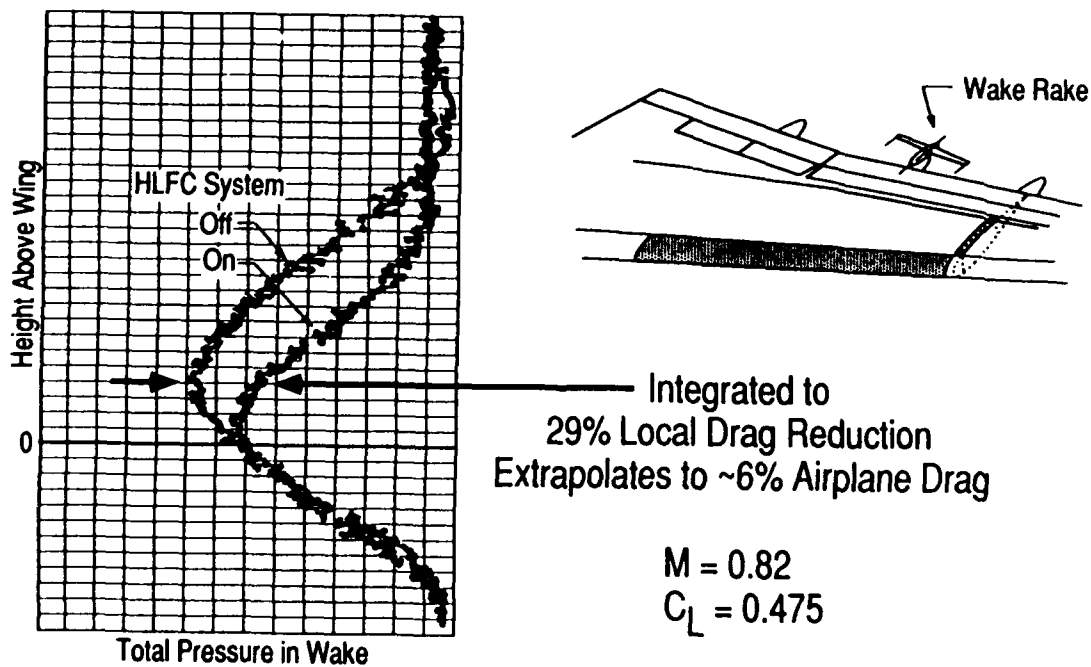 Wake Rake
HLFC System
Off
On
Height Above Wing
0
Integrated to
29% Local Drag Reduction
Extrapolates to ~6% Airplane Drag
M = 0.82
CL = 0.475
Total Pressure in Wake